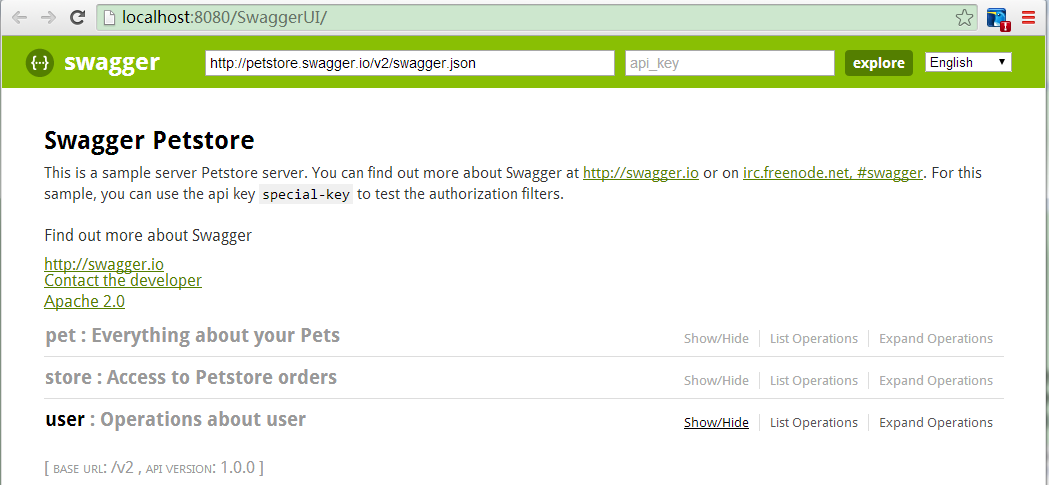 localhost:8080/SwaggerUI/
{··} swagger http://petstore.swagger.io/v2/swagger.json api_key explore English
Swagger Petstore
This is a sample server Petstore server. You can find out more about Swagger at http://swagger.io or on irc.freenode.net, #swagger. For this
sample, you can use the api key special-key to test the authorization filters.
Find out more about Swagger
http://swagger.io
Contact the developer
Apache 2.0
pet : Everything about your Pets Show/Hide List Operations Expand Operations
store : Access to Petstore orders Show/Hide List Operations Expand Operations
user : Operations about user Show/Hide List Operations Expand Operations
[ BASE URL: /v2 , API VERSION: 1.0.0 ]